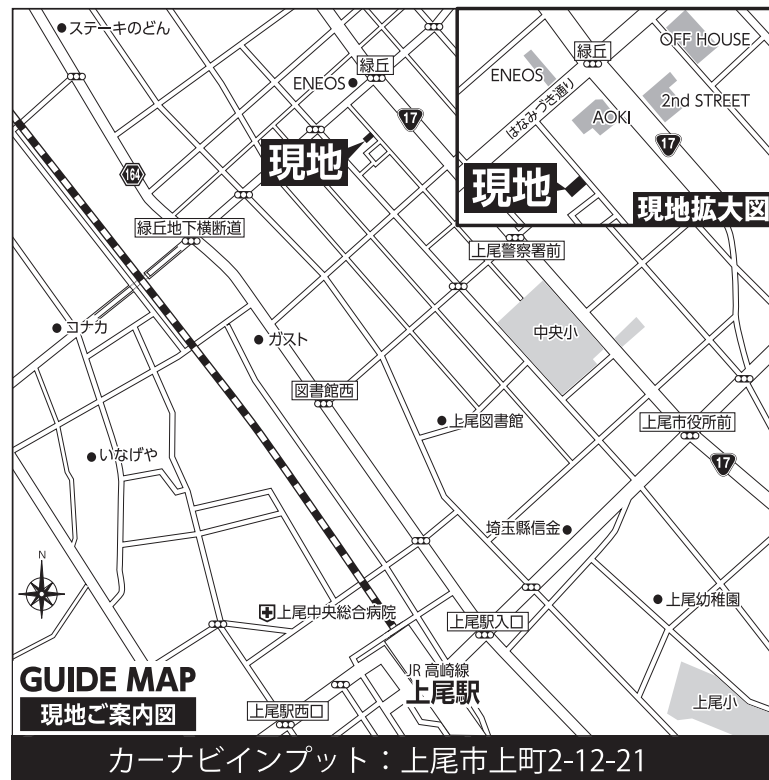 ステーキのどん
緑丘
ENEOS
17
現地
164
緑丘地下横断道
コナカ
ガスト
図書館西
いなげや
上尾図書館
上尾警察署前
中央小
上尾市役所前
17
埼玉縣信金
上尾幼稚園
上尾小
上尾中央総合病院
上尾駅入口
JR 高崎線
上尾駅
上尾駅西口
N
緑丘
OFF HOUSE
ENEOS
はなみづき通り
AOKI
2nd STREET
17
現地
現地拡大図
GUIDE MAP
現地ご案内図
カーナビインプット：上尾市上町2-12-21